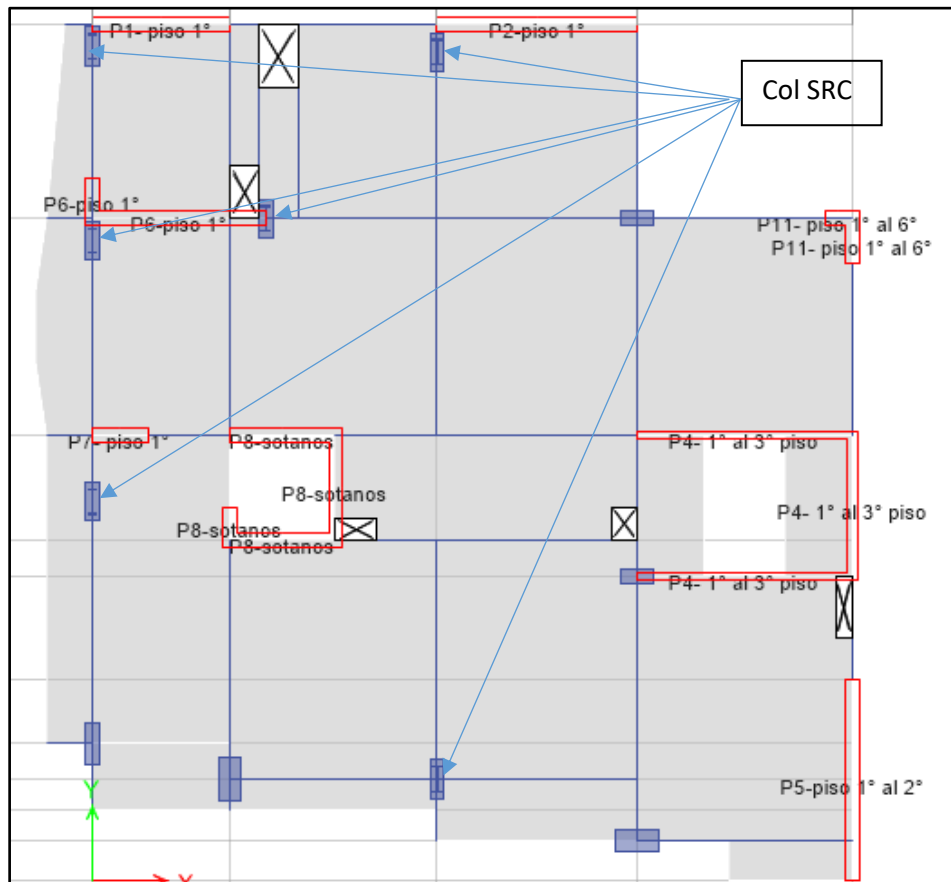 P1- piso 1°
P2-piso 1°
Col SRC
P6-piso 1°
P6-piso 1°
P11- piso 1° al 6°
P11- piso 1° al 6°
P7- piso 1°
P8-sotanos
P4- 1° al 3° piso
P8-sotanos
P4- 1° al 3° piso
P8-sotanos
P8-sotanos
P4- 1° al 3° piso
P5-piso 1° al 2°
Y
X